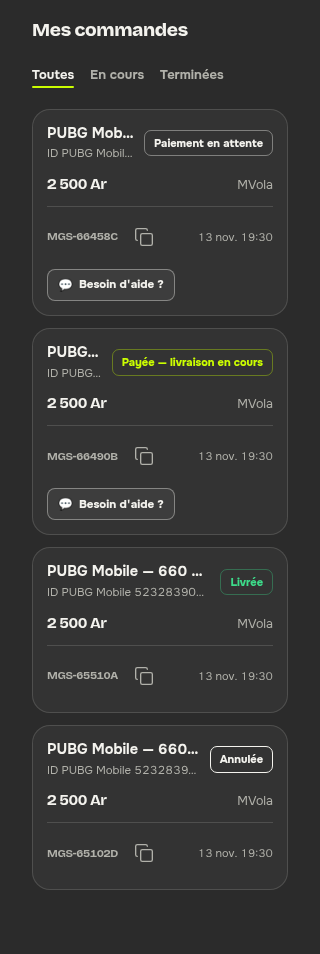 Mes commandes
Toutes En cours Terminées
PUBG Mob... Paiement en attente
ID PUBG Mobil...
2 500 Ar MVola
MGS-66458C 13 nov. 19:30
💬 Besoin d'aide ?
PUBG... Payée — livraison en cours
ID PUBG...
2 500 Ar MVola
MGS-66490B 13 nov. 19:30
💬 Besoin d'aide ?
PUBG Mobile — 660 ... Livrée
ID PUBG Mobile 52328390...
2 500 Ar MVola
MGS-65510A 13 nov. 19:30
PUBG Mobile — 660... Annulée
ID PUBG Mobile 5232839...
2 500 Ar MVola
MGS-65102D 13 nov. 19:30